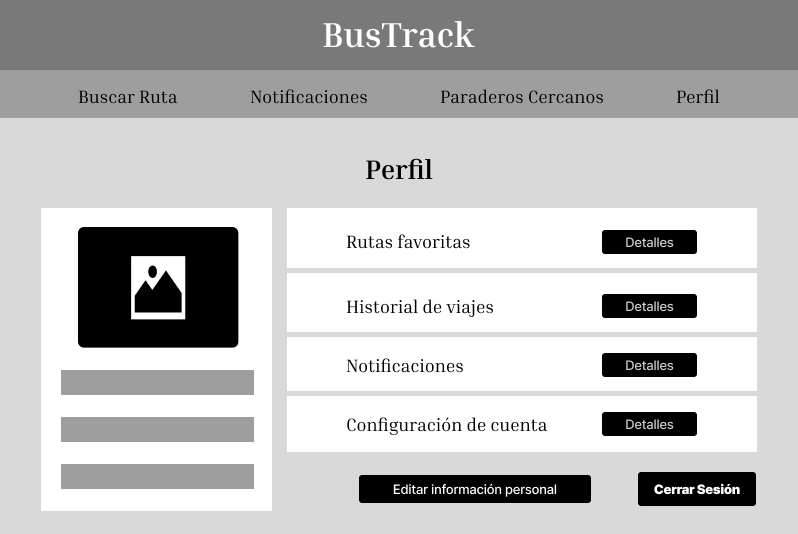 BusTrack
Buscar Ruta Notificaciones Paraderos Cercanos Perfil
Perfil
Rutas favoritas Detalles
Historial de viajes Detalles
Notificaciones Detalles
Configuración de cuenta Detalles
Editar información personal Cerrar Sesión